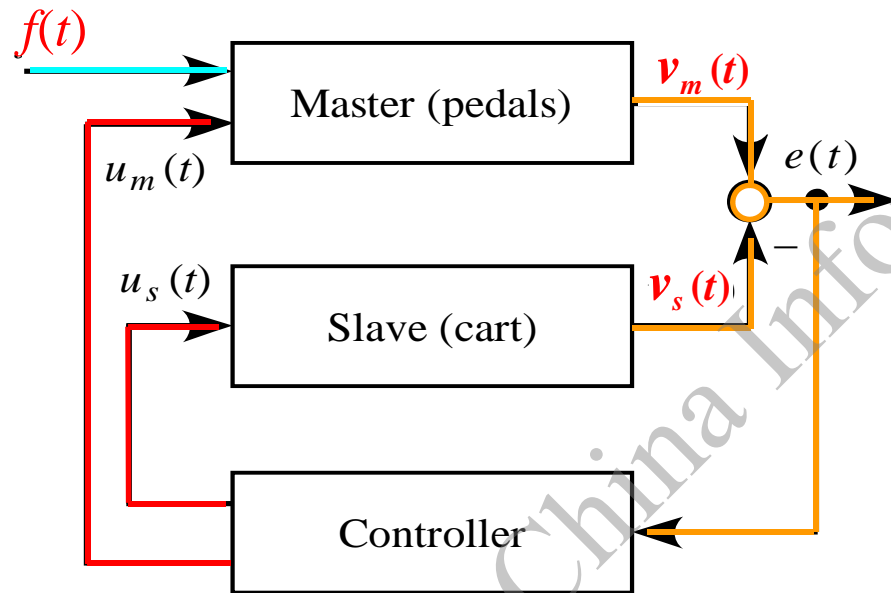 f(t)
Master (pedals)
v_m(t)
u_m(t)
e(t)
u_s(t)
Slave (cart)
−
v_s(t)
Controller
China Info